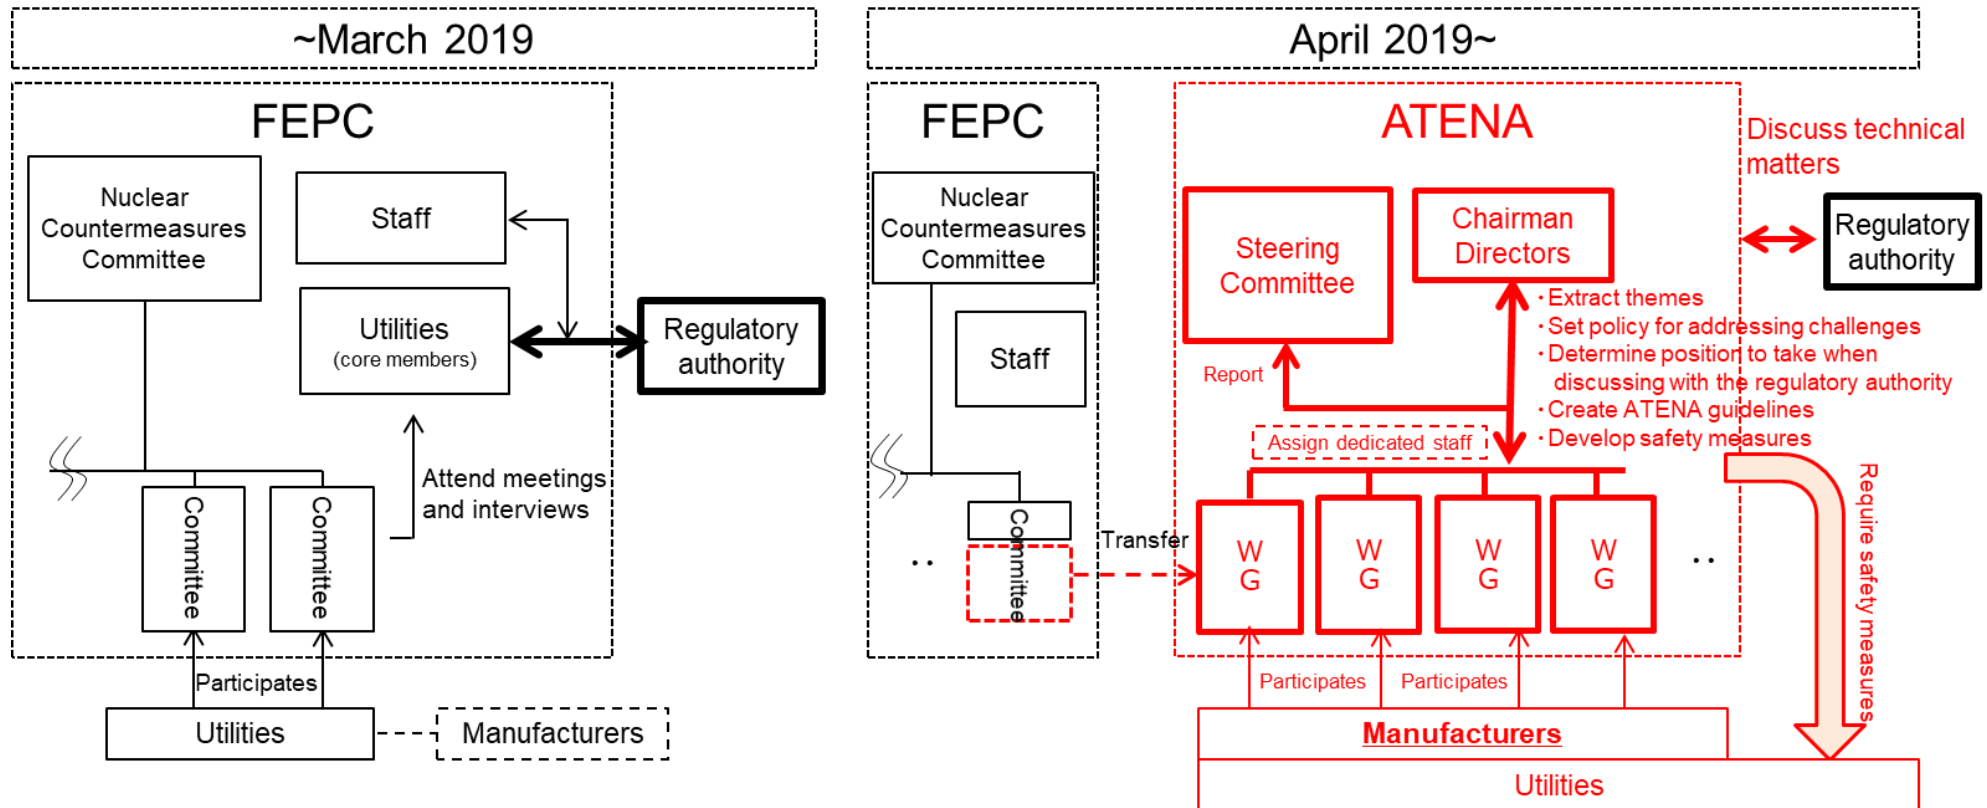 ~March 2019
FEPC
Nuclear
Countermeasures
Committee
Staff
Utilities
(core members)
Regulatory
authority
Attend meetings
and interviews
Committee
Committee
Participates
Utilities
Manufacturers
April 2019~
FEPC
Nuclear
Countermeasures
Committee
Staff
Committee
‥
Transfer
ATENA
Steering
Committee
Chairman
Directors
Discuss technical
matters
Regulatory
authority
・Extract themes
・Set policy for addressing challenges
・Determine position to take when
discussing with the regulatory authority
・Create ATENA guidelines
・Develop safety measures
Report
Assign dedicated staff
W
G
W
G
W
G
W
G
‥
Participates
Participates
Require safety measures
Manufacturers
Utilities